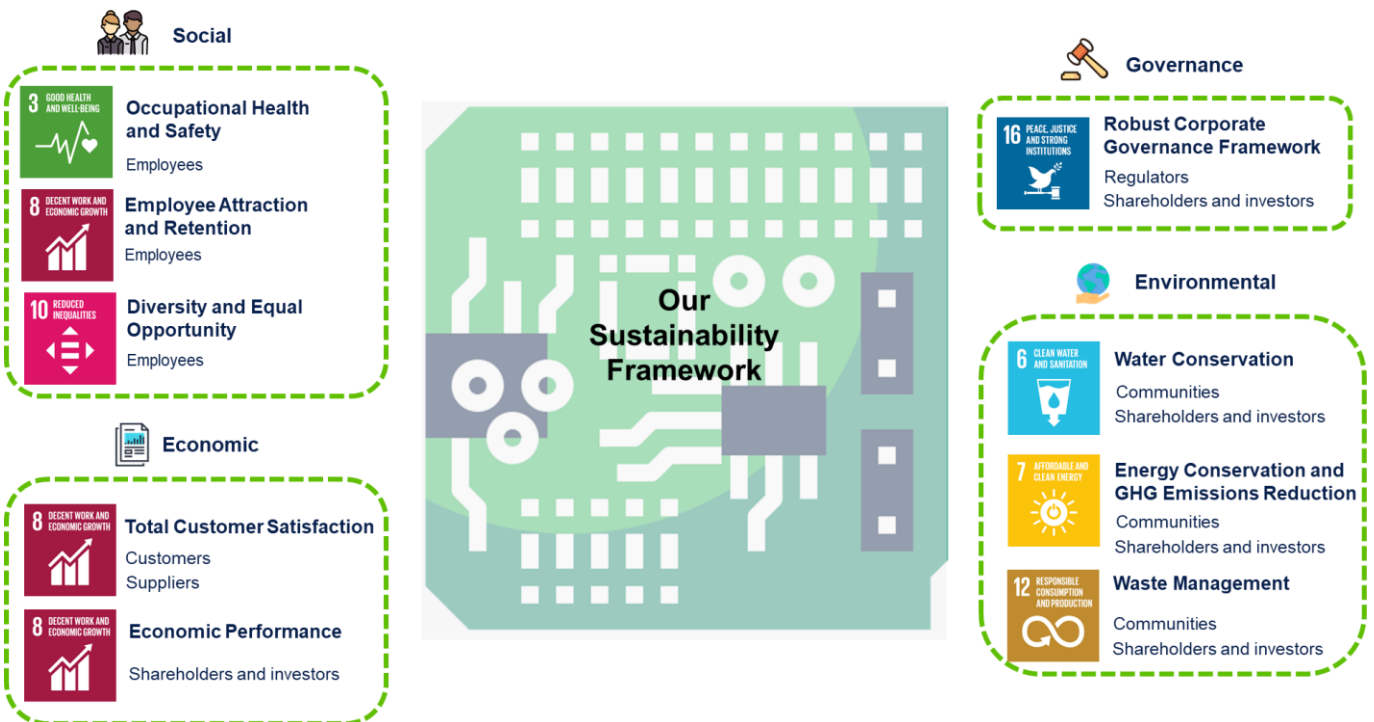 Social
3 GOOD HEALTH
AND WELL-BEING
Occupational Health
and Safety
Employees
8 DECENT WORK AND
ECONOMIC GROWTH
Employee Attraction
and Retention
Employees
10 REDUCED
INEQUALITIES
Diversity and Equal
Opportunity
Employees
Economic
8 DECENT WORK AND
ECONOMIC GROWTH
Total Customer Satisfaction
Customers
Suppliers
8 DECENT WORK AND
ECONOMIC GROWTH
Economic Performance
Shareholders and investors
Our
Sustainability
Framework
Governance
16 PEACE, JUSTICE
AND STRONG
INSTITUTIONS
Robust Corporate
Governance Framework
Regulators
Shareholders and investors
Environmental
6 CLEAN WATER
AND SANITATION
Water Conservation
Communities
Shareholders and investors
7 AFFORDABLE AND
CLEAN ENERGY
Energy Conservation and
GHG Emissions Reduction
Communities
Shareholders and investors
12 RESPONSIBLE
CONSUMPTION
AND PRODUCTION
Waste Management
Communities
Shareholders and investors